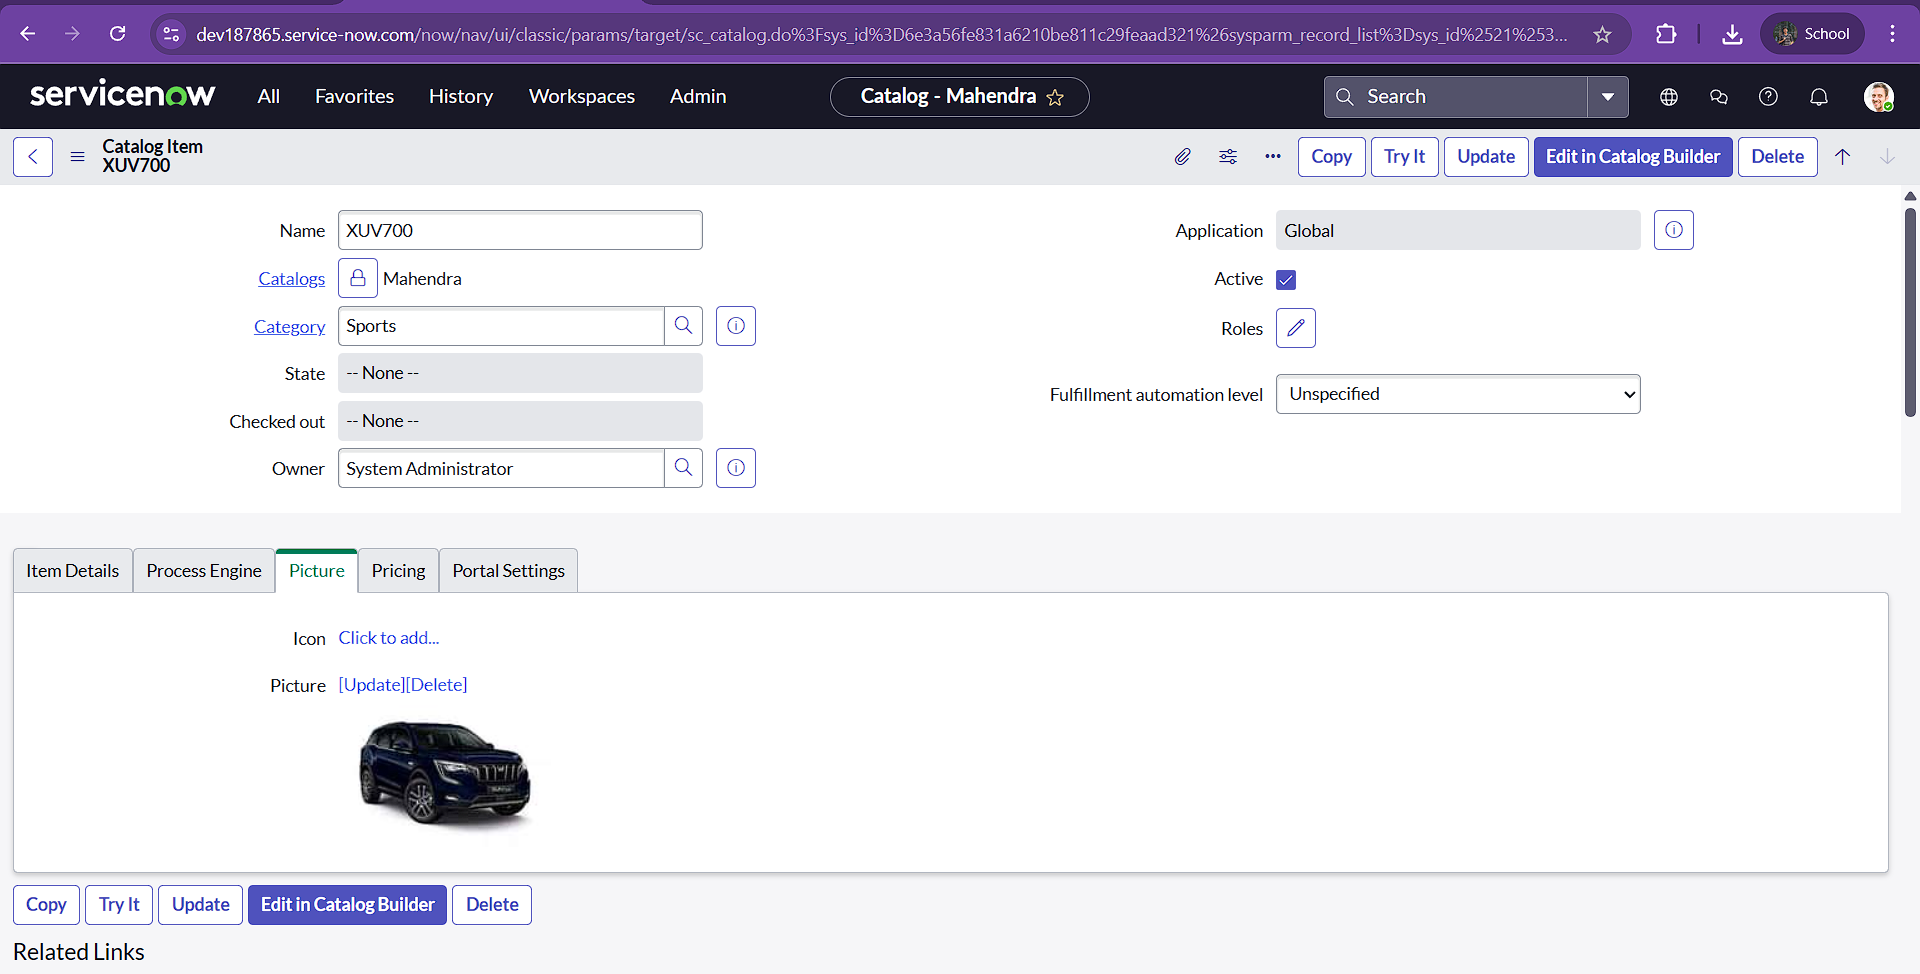 dev187865.service-now.com/now/nav/ui/classic/params/target/sc_catalog.do%3Fsys_id%3D6e3a56fe831a6210be811c29feaad321%26sysparm_record_list%3Dsys_id%2521%253...
School
servicenow
All
Favorites
History
Workspaces
Admin
Catalog - Mahendra
Search
Catalog Item
XUV700
Copy
Try It
Update
Edit in Catalog Builder
Delete
Name
XUV700
Application
Global
Catalogs
Mahendra
Active
Category
Sports
Roles
State
-- None --
Fulfillment automation level
Unspecified
Checked out
-- None --
Owner
System Administrator
Item Details
Process Engine
Picture
Pricing
Portal Settings
Icon
Click to add...
Picture
[Update][Delete]
Copy
Try It
Update
Edit in Catalog Builder
Delete
Related Links